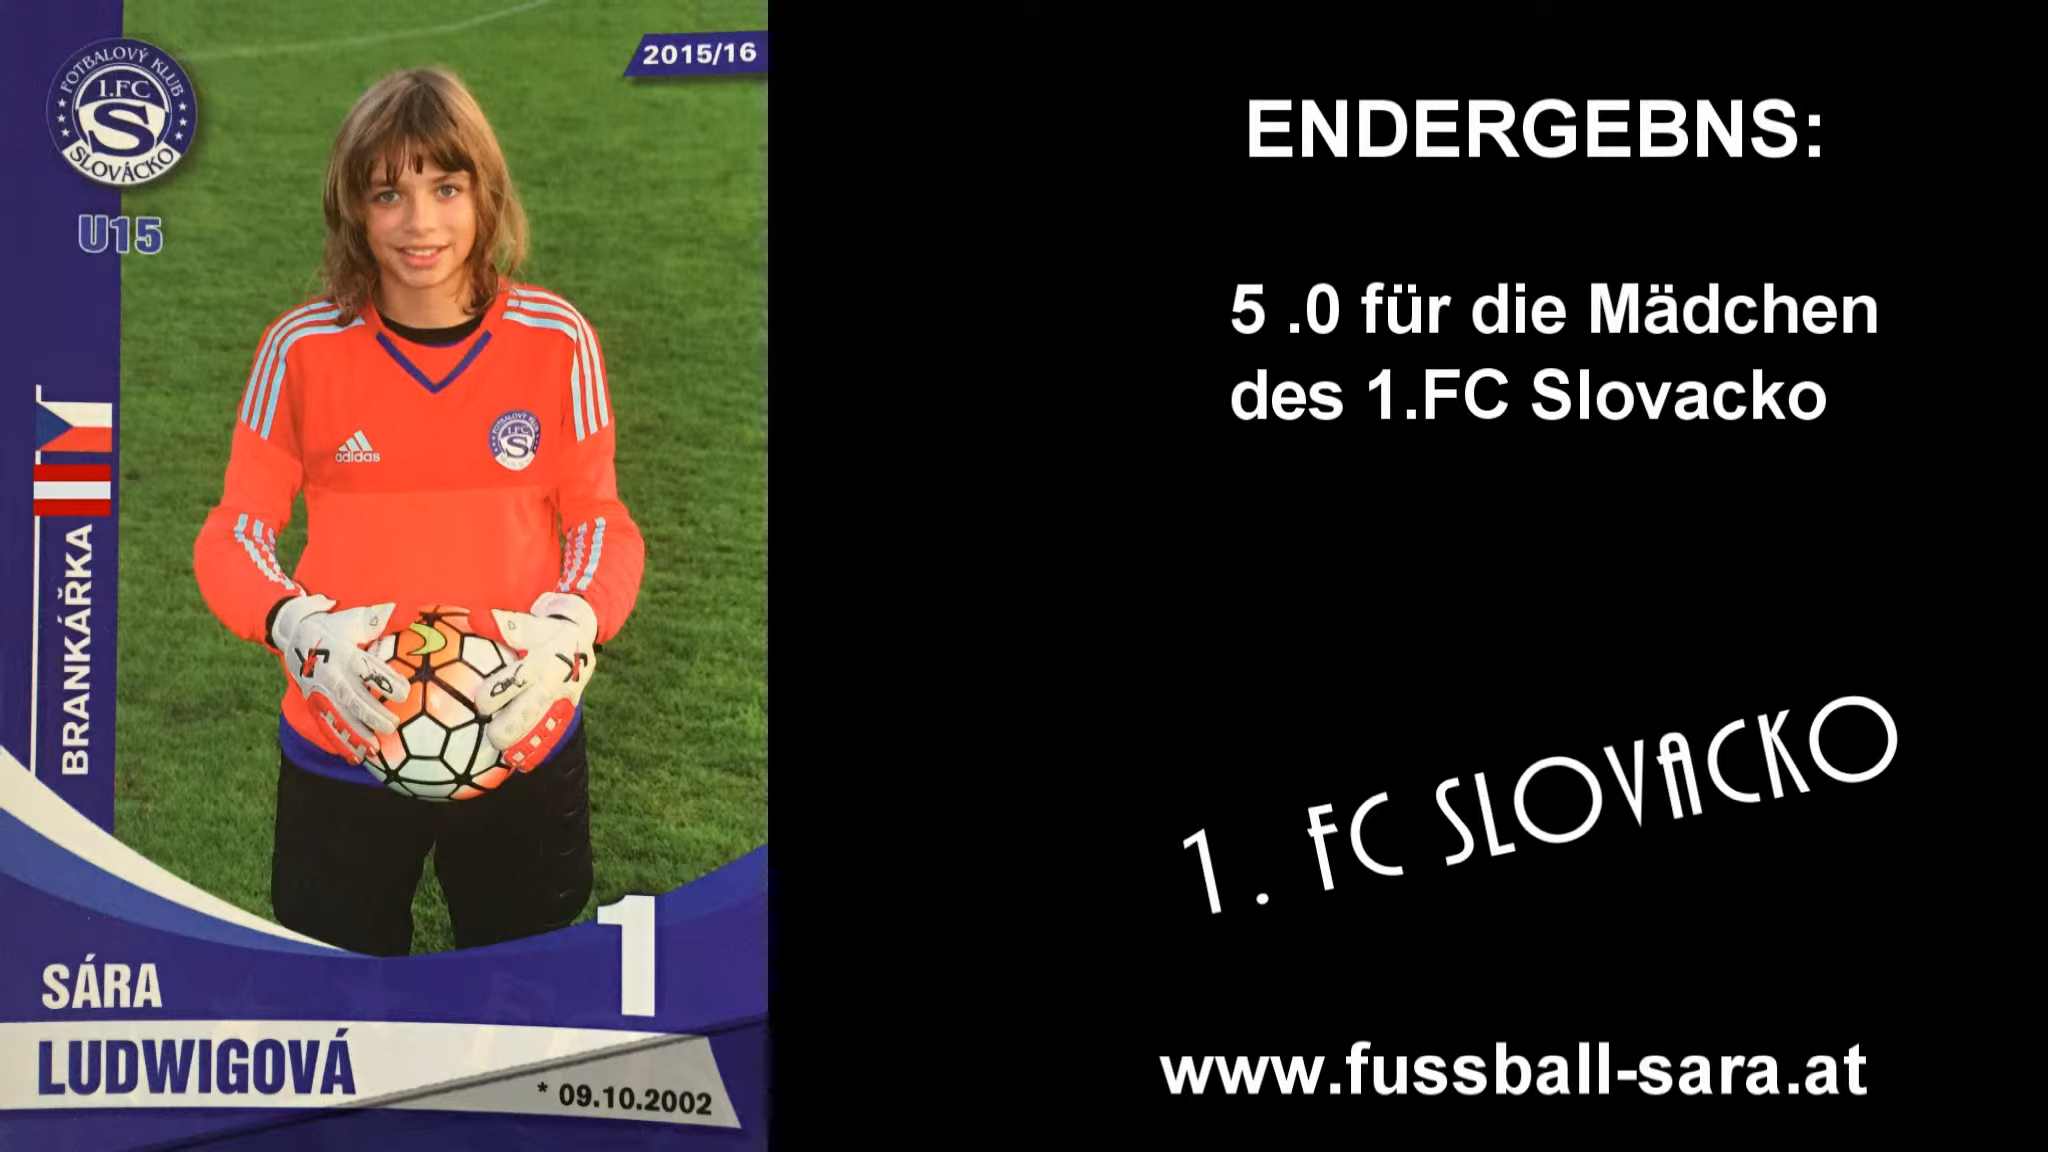 FOTBALOVÝ KLUB
1.FC
S
SLOVÁCKO
U15
2015/16
adidas
BRANKÁŘKA
1
SÁRA
LUDWIGOVÁ
* 09.10.2002
ENDERGEBNS:
5 .0 für die Mädchen
des 1.FC Slovacko
1. FC SLOVACKO
www.fussball-sara.at